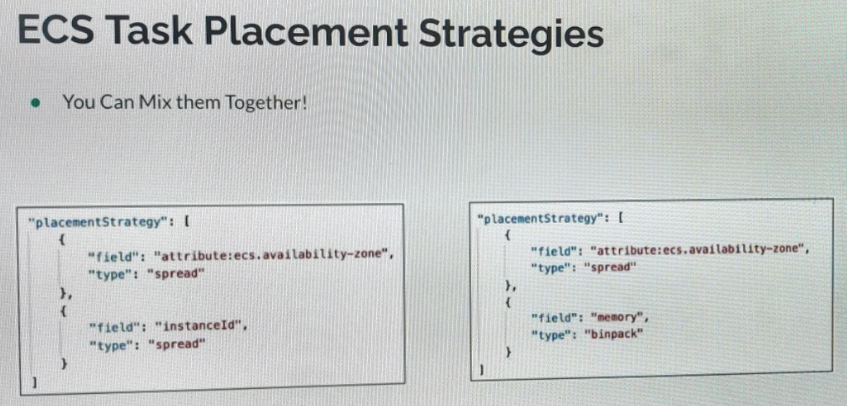 ECS Task Placement Strategies
• You Can Mix them Together!
"placementStrategy": [
{
"field": "attribute:ecs.availability-zone",
"type": "spread"
},
{
"field": "instanceId",
"type": "spread"
}
]
"placementStrategy": [
{
"field": "attribute:ecs.availability-zone",
"type": "spread"
},
{
"field": "memory",
"type": "binpack"
}
]